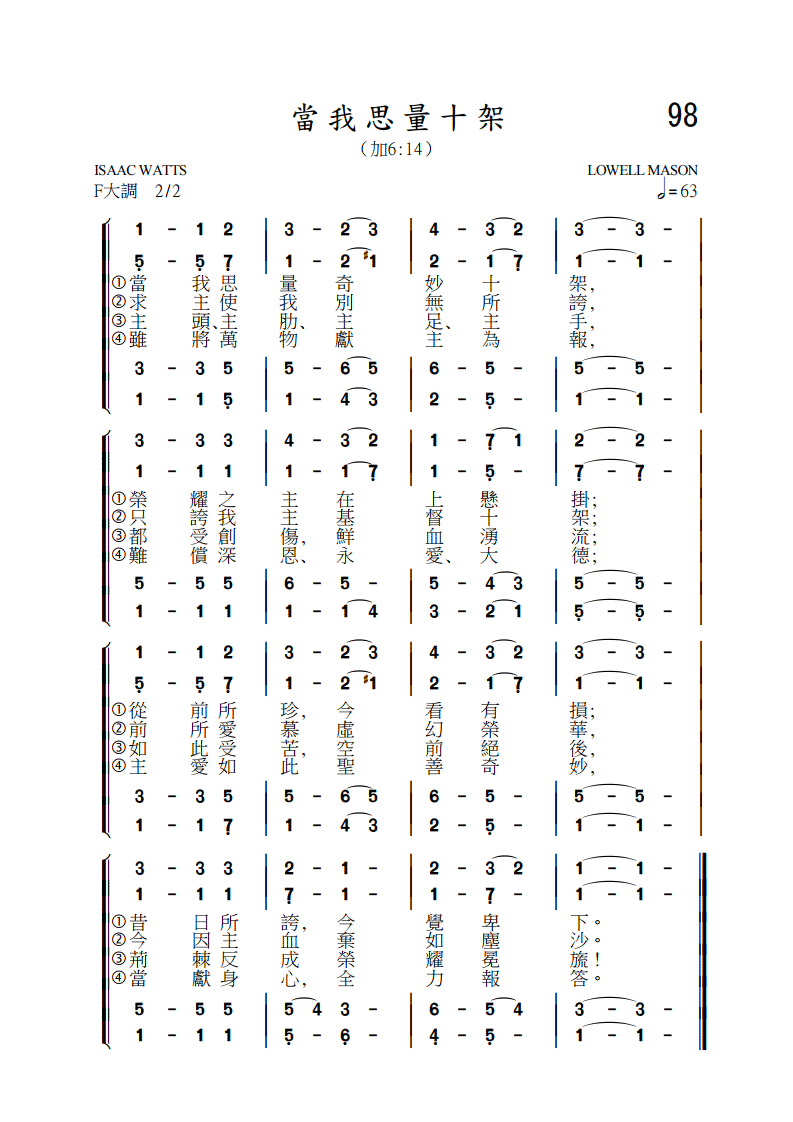 當我思量十架
98
（加6:14）
ISAAC WATTS
LOWELL MASON
F大調 2/2
=63
1 - 1 2 3 - 2 3 4 - 3 2 3 - 3 -
5 - 5 7 1 - 2 #1 2 - 1 7 1 - 1 -
①當 我思 量 奇 妙 十 架,
②求 主使 我 別 無 所 誇,
③主 頭、主 肋、主 足、主 手,
④雖 將萬 物 獻 主 為 報,
3 - 3 5 5 - 6 5 6 - 5 - 5 - 5 -
1 - 1 5 1 - 4 3 2 - 5 - 1 - 1 -
3 - 3 3 4 - 3 2 1 - 7 1 2 - 2 -
1 - 1 1 1 - 1 7 1 - 5 - 7 - 7 -
①榮 耀之 主 在 上 懸 掛;
②只 誇我 主 基 督 十 架;
③都 受創 傷, 鮮 血 湧 流;
④難 償深 恩、永 愛、大 德;
5 - 5 5 6 - 5 - 5 - 4 3 5 - 5 -
1 - 1 1 1 - 1 4 3 - 2 1 5 - 5 -
1 - 1 2 3 - 2 3 4 - 3 2 3 - 3 -
5 - 5 7 1 - 2 #1 2 - 1 7 1 - 1 -
①從 前所 珍, 今 看 有 損;
②前 所愛 慕 虛 幻 榮 華,
③如 此受 苦, 空 前 絕 後,
④主 愛如 此 聖 善 奇 妙,
3 - 3 5 5 - 6 5 6 - 5 - 5 - 5 -
1 - 1 7 1 - 4 3 2 - 5 - 1 - 1 -
3 - 3 3 2 - 1 - 2 - 3 2 1 - 1 -
1 - 1 1 7 - 1 - 1 - 7 - 1 - 1 -
①昔 日所 誇, 今 覺 卑 下。
②今 因主 血 棄 如 塵 沙。
③荊 棘反 成 榮 耀 冕 旒！
④當 獻身 心, 全 力 報 答。
5 - 5 5 5 4 3 - 6 - 5 4 3 - 3 -
1 - 1 1 5 - 6 - 4 - 5 - 1 - 1 -